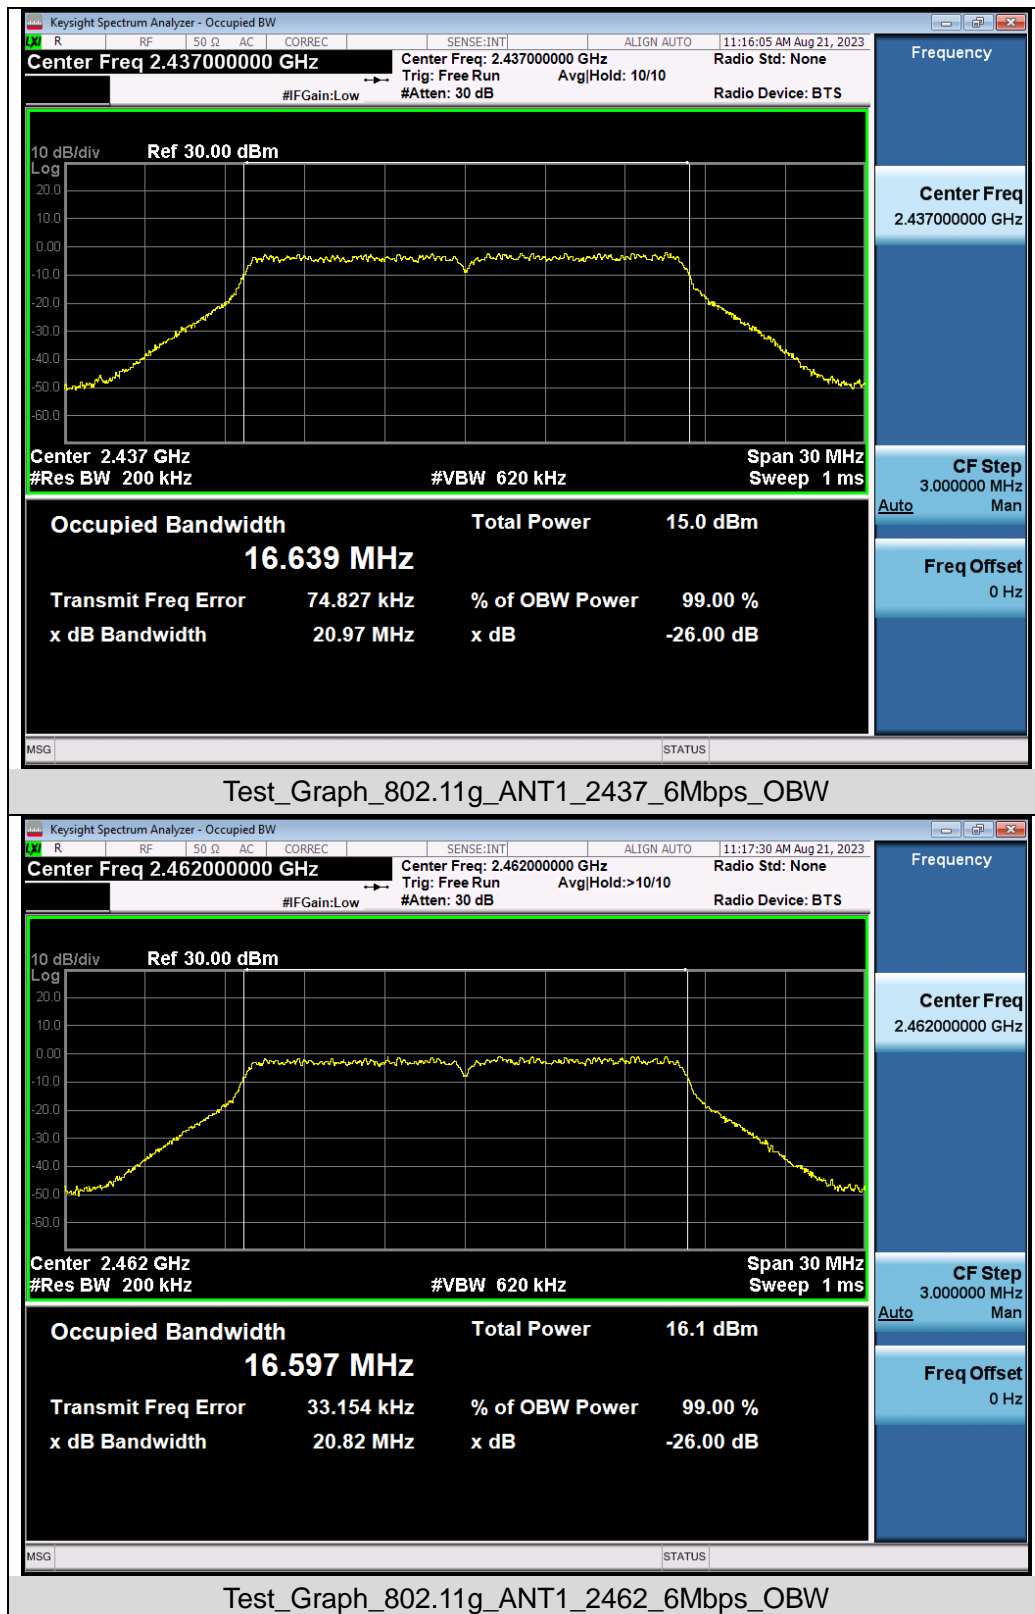 Keysight Spectrum Analyzer - Occupied BW
LXI R RF 50 Ω AC CORREC SENSE:INT ALIGN AUTO 11:16:05 AM Aug 21, 2023
Center Freq 2.437000000 GHz
Center Freq: 2.437000000 GHz
Radio Std: None
Trig: Free Run Avg|Hold: 10/10
#IFGain:Low
#Atten: 30 dB
Radio Device: BTS
10 dB/div Ref 30.00 dBm
Log
20.0
10.0
0.00
-10.0
-20.0
-30.0
-40.0
-50.0
-60.0
Center 2.437 GHz
Span 30 MHz
#Res BW 200 kHz
#VBW 620 kHz
Sweep 1 ms
Occupied Bandwidth
Total Power 15.0 dBm
16.639 MHz
Transmit Freq Error 74.827 kHz
% of OBW Power 99.00 %
x dB Bandwidth 20.97 MHz
x dB -26.00 dB
MSG
STATUS
Frequency
Center Freq
2.437000000 GHz
CF Step
3.000000 MHz
Auto Man
Freq Offset
0 Hz
Test_Graph_802.11g_ANT1_2437_6Mbps_OBW
Keysight Spectrum Analyzer - Occupied BW
LXI R RF 50 Ω AC CORREC SENSE:INT ALIGN AUTO 11:17:30 AM Aug 21, 2023
Center Freq 2.462000000 GHz
Center Freq: 2.462000000 GHz
Radio Std: None
Trig: Free Run Avg|Hold:>10/10
#IFGain:Low
#Atten: 30 dB
Radio Device: BTS
10 dB/div Ref 30.00 dBm
Log
20.0
10.0
0.00
-10.0
-20.0
-30.0
-40.0
-50.0
-60.0
Center 2.462 GHz
Span 30 MHz
#Res BW 200 kHz
#VBW 620 kHz
Sweep 1 ms
Occupied Bandwidth
Total Power 16.1 dBm
16.597 MHz
Transmit Freq Error 33.154 kHz
% of OBW Power 99.00 %
x dB Bandwidth 20.82 MHz
x dB -26.00 dB
MSG
STATUS
Frequency
Center Freq
2.462000000 GHz
CF Step
3.000000 MHz
Auto Man
Freq Offset
0 Hz
Test_Graph_802.11g_ANT1_2462_6Mbps_OBW